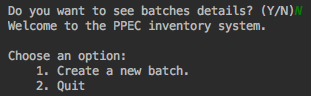 Do you want to see batches details? (Y/N)N
Welcome to the PPEC inventory system.
Choose an option:
1. Create a new batch.
2. Quit